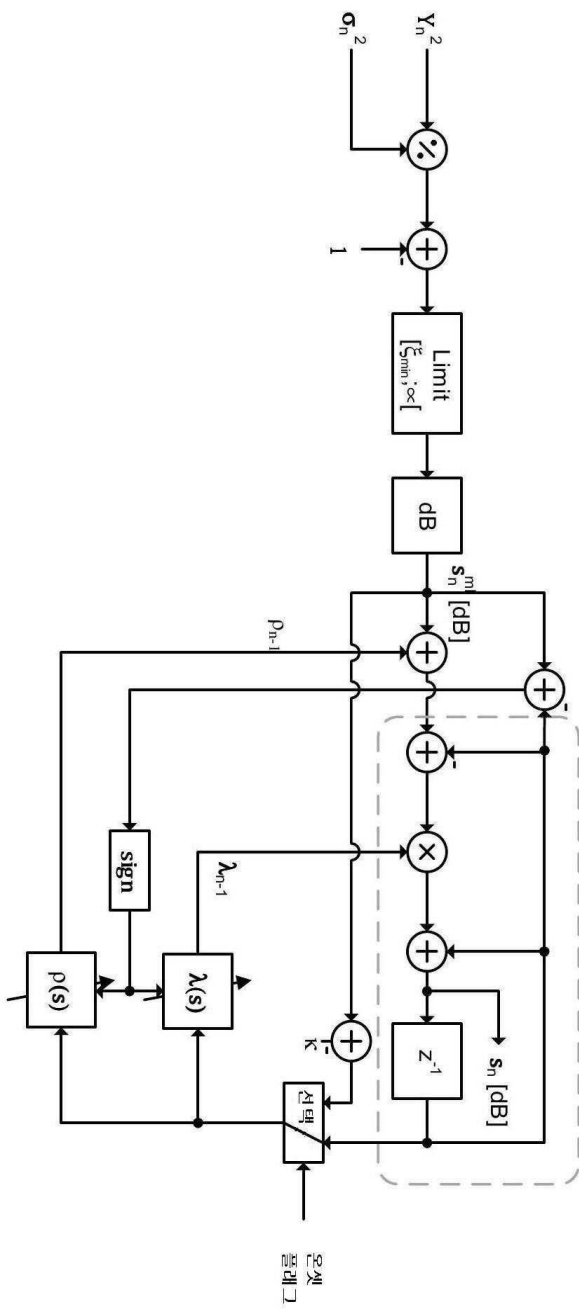 Yₙ²
σₙ²
÷
+
-
1
Limit
[ξmin;∝[
dB
sₙᵐˡ [dB]
+
-
+
+
-
×
+
sₙ [dB]
z⁻¹
ρn-1
sign
λn-1
ρ(s)
λ(s)
+
-
κ
선택
온셋
플래그